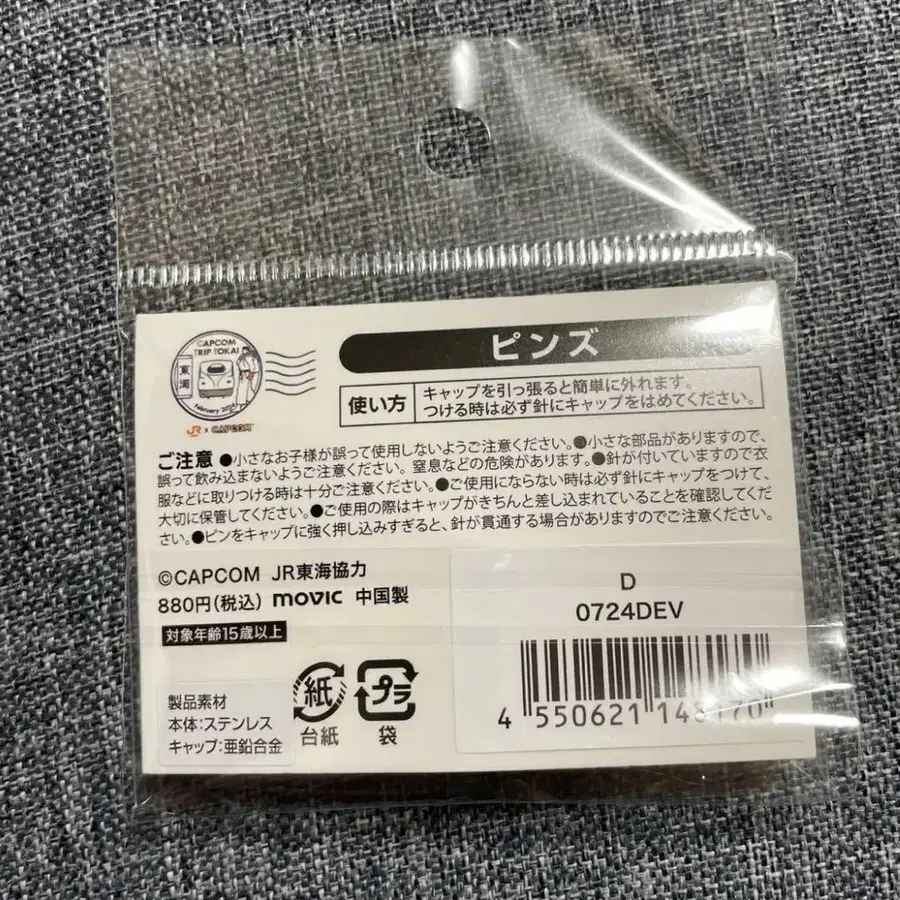 CAPCOM
TRIP TOKAI
東海
February
JR × CAPCOM
ピンズ
使い方
キャップを引っ張ると簡単に外れます。
つける時は必ず針にキャップをはめてください。
ご注意 ●小さなお子様が誤って使用しないようご注意ください。●小さな部品がありますので、
誤って飲み込まないようご注意ください。窒息などの危険があります。●針が付いていますので衣
服などに取りつける時は十分ご注意ください。●ご使用にならない時は必ず針にキャップをつけて、
大切に保管してください。●ご使用の際はキャップがきちんと差し込まれていることを確認してくだ
さい。●ピンをキャップに強く押し込みすぎると、針が貫通する場合がありますのでご注意ください。
©CAPCOM JR東海協力
880円(税込) movic 中国製
対象年齢15歳以上
製品素材
本体:ステンレス
キャップ:亜鉛合金
紙
台紙
プラ
袋
D
0724DEV
4 550621 148170